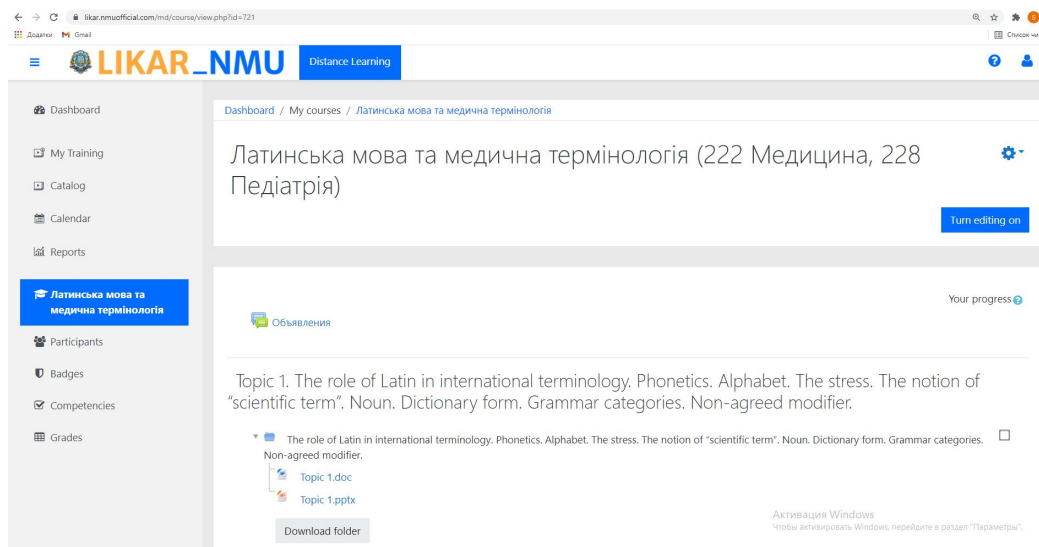 likar.nmuofficial.com/md/course/view.php?id=721
Додатки Gmail Список чи
LIKAR_NMU Distance Learning
Dashboard
My Training
Catalog
Calendar
Reports
Латинська мова та
медична термінологія
Participants
Badges
Competencies
Grades
Dashboard / My courses / Латинська мова та медична термінологія
Латинська мова та медична термінологія (222 Медицина, 228
Педіатрія)
Turn editing on
Your progress
Объявления
Topic 1. The role of Latin in international terminology. Phonetics. Alphabet. The stress. The notion of
“scientific term”. Noun. Dictionary form. Grammar categories. Non-agreed modifier.
The role of Latin in international terminology. Phonetics. Alphabet. The stress. The notion of “scientific term”. Noun. Dictionary form. Grammar categories.
Non-agreed modifier.
Topic 1.doc
Topic 1.pptx
Download folder
Активация Windows
Чтобы активировать Windows, перейдите в раздел "Параметры".